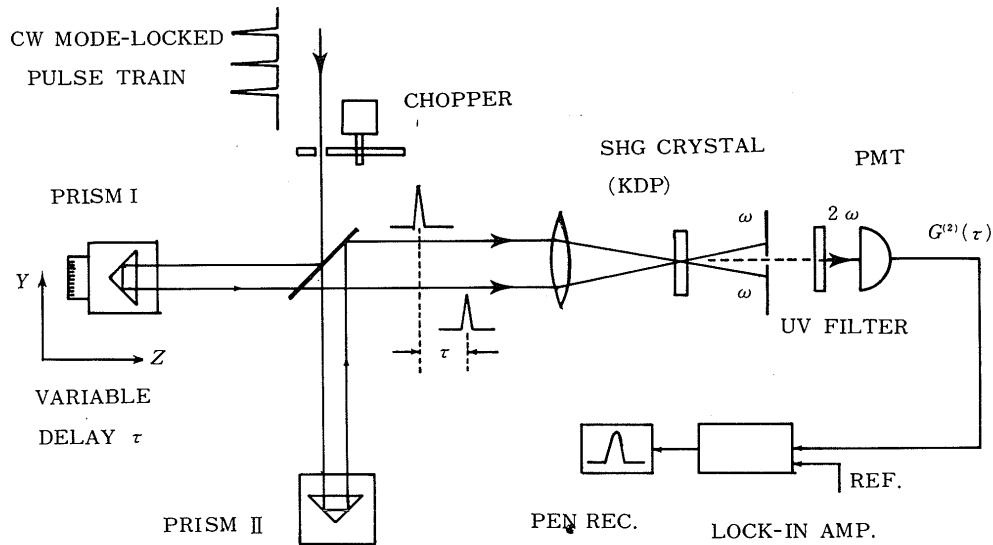 CW MODE-LOCKED
PULSE TRAIN
CHOPPER
SHG CRYSTAL
(KDP)
PMT
PRISM I
ω
2ω
G⁽²⁾(τ)
Y
Z
ω
UV FILTER
τ
VARIABLE
DELAY τ
REF.
PRISM II
PEN REC.
LOCK-IN AMP.